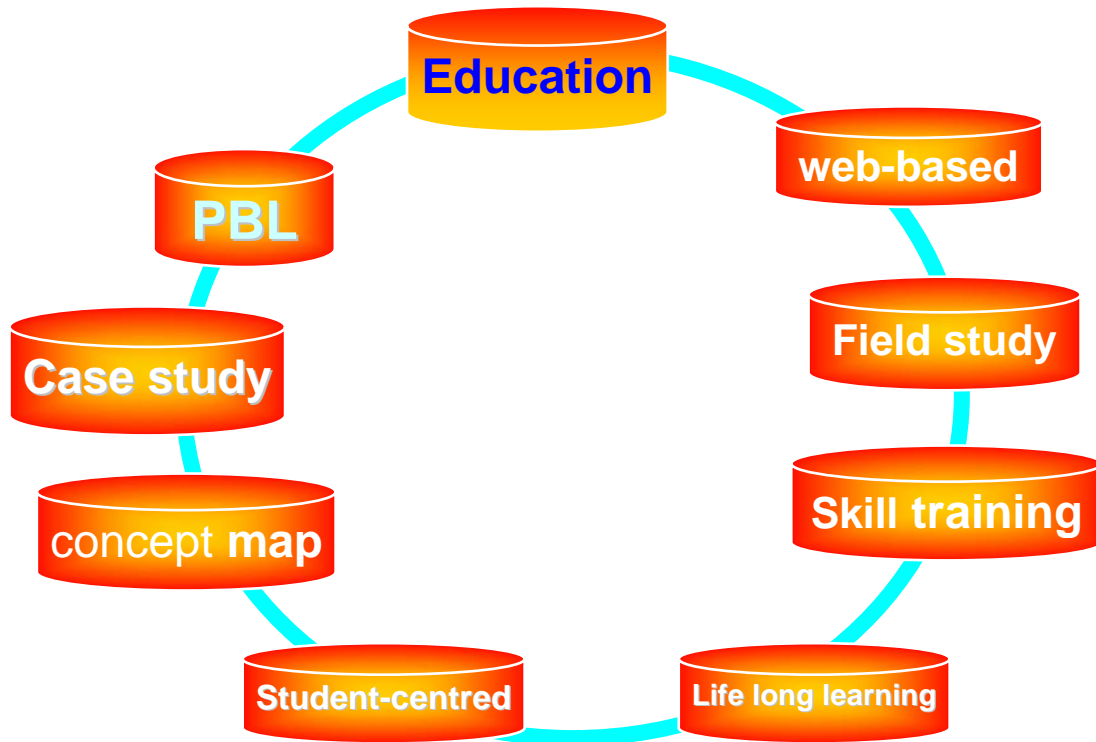 Education
web-based
PBL
Field study
Case study
Skill training
concept map
Student-centred
Life long learning